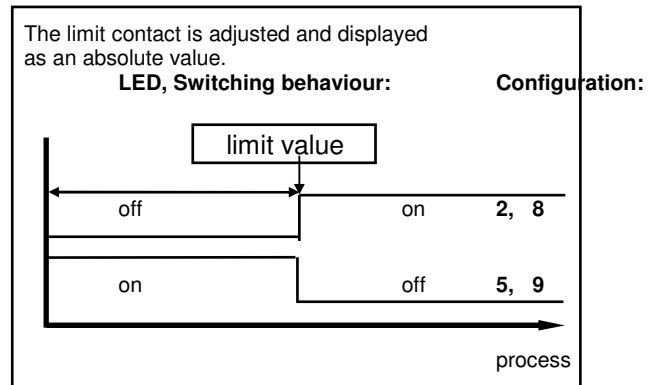 The limit contact is adjusted and displayed
as an absolute value.
LED, Switching behaviour: Configuration:
limit value
off on 2, 8
on off 5, 9
process